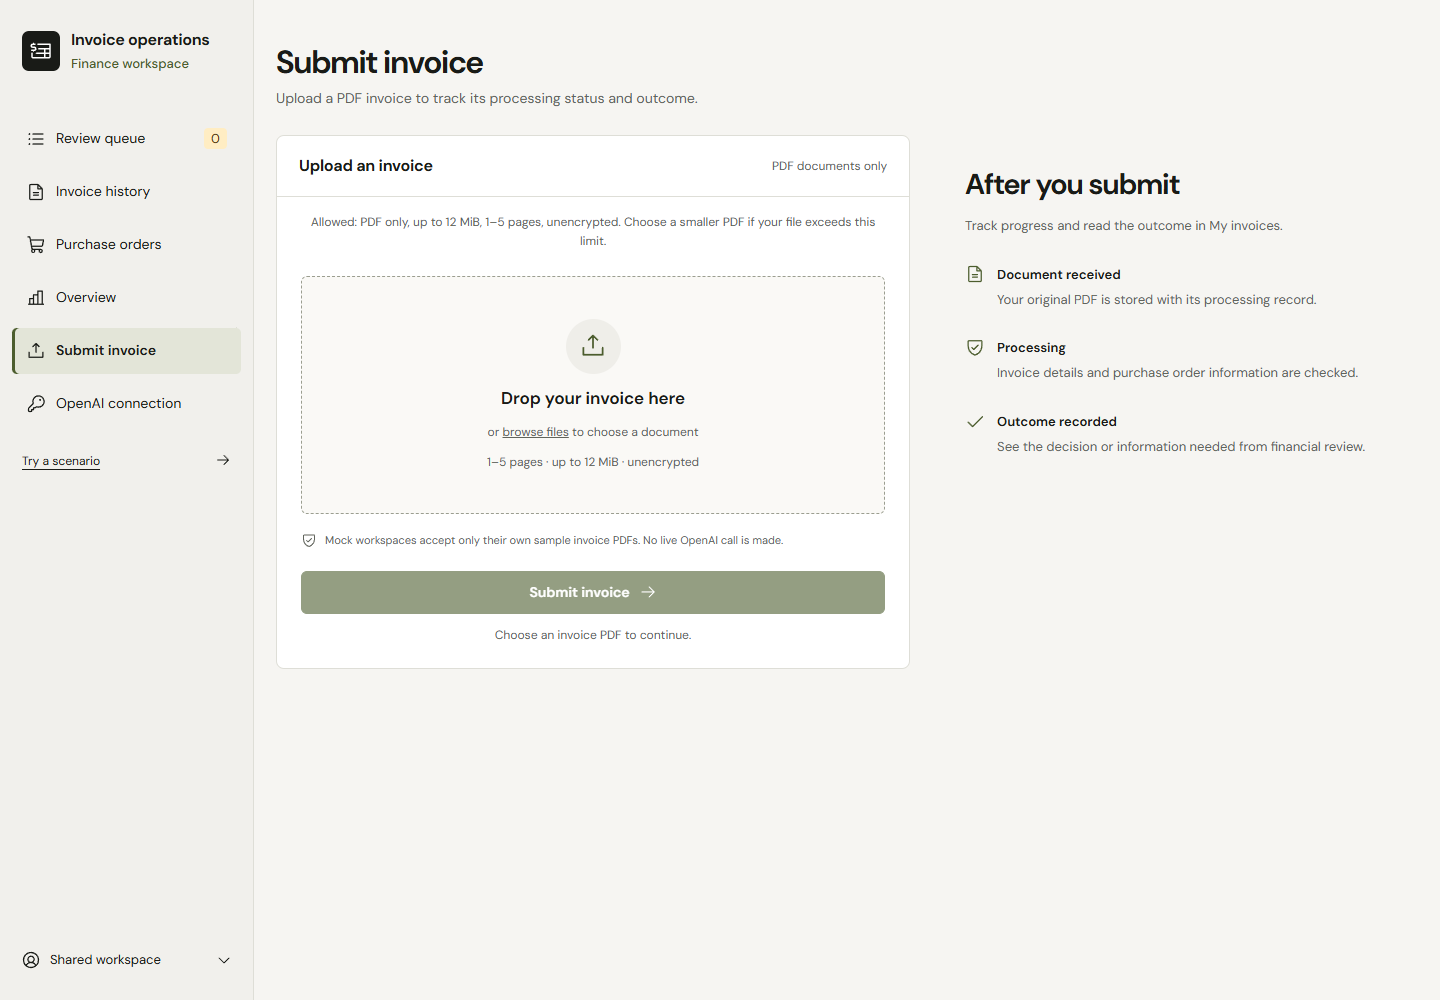 Invoice operations
Finance workspace
Review queue 0
Invoice history
Purchase orders
Overview
Submit invoice
OpenAI connection
Try a scenario
Shared workspace
Submit invoice
Upload a PDF invoice to track its processing status and outcome.
Upload an invoice
PDF documents only
Allowed: PDF only, up to 12 MiB, 1–5 pages, unencrypted. Choose a smaller PDF if your file exceeds this
limit.
Drop your invoice here
or browse files to choose a document
1–5 pages · up to 12 MiB · unencrypted
Mock workspaces accept only their own sample invoice PDFs. No live OpenAI call is made.
Submit invoice
Choose an invoice PDF to continue.
After you submit
Track progress and read the outcome in My invoices.
Document received
Your original PDF is stored with its processing record.
Processing
Invoice details and purchase order information are checked.
Outcome recorded
See the decision or information needed from financial review.